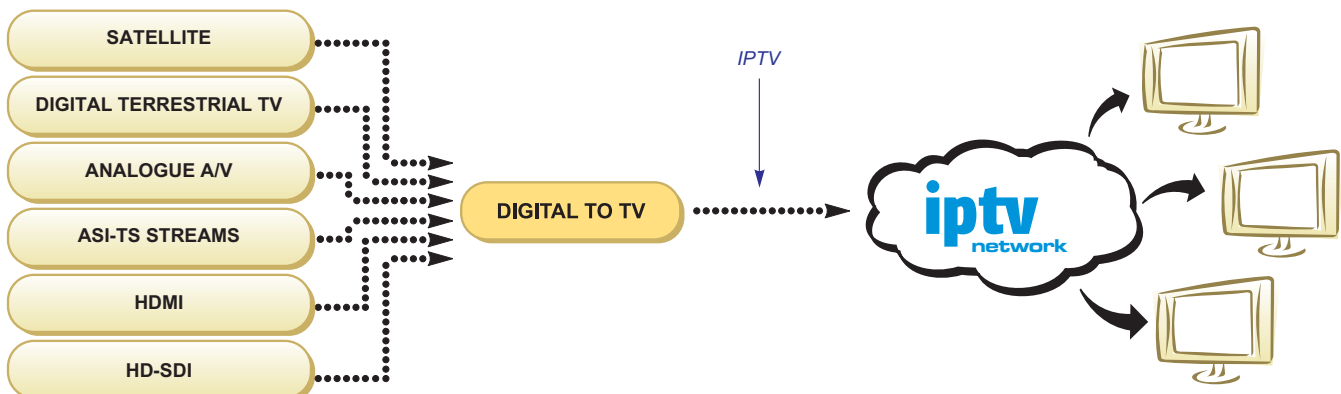 SATELLITE
DIGITAL TERRESTRIAL TV
ANALOGUE A/V
ASI-TS STREAMS
HDMI
HD-SDI
DIGITAL TO TV
IPTV
iptv
network